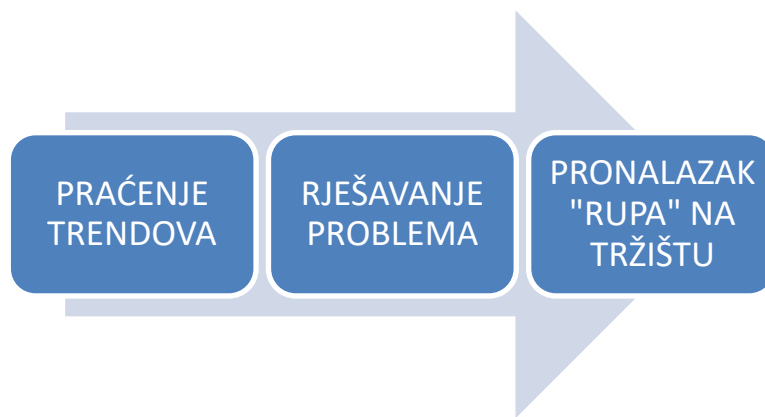 PRAĆENJE
TRENDOVA
RJEŠAVANJE
PROBLEMA
PRONALAZAK
"RUPA" NA
TRŽIŠTU